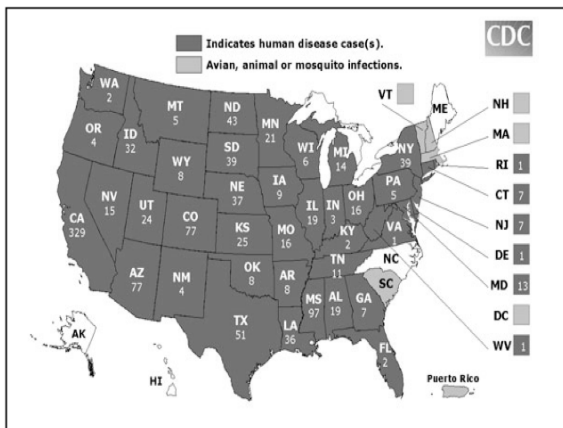 Indicates human disease case(s).
Avian, animal or mosquito infections.
CDC
WA
2
MT
5
ND
43
MN
21
VT
ME
NH
MA
RI 1
CT 7
NJ 7
DE 1
MD 13
DC
WV 1
OR
4
ID
32
WY
8
SD
39
WI
6
MI
14
NY
39
NV
15
UT
24
CO
77
NE
37
IA
9
IL
19
IN
3
OH
16
PA
5
CA
329
KS
25
MO
16
KY
2
VA
1
AZ
77
NM
4
OK
8
AR
8
TN
11
NC
SC
TX
51
LA
36
MS
97
AL
19
GA
7
FL
2
AK
HI
Puerto Rico